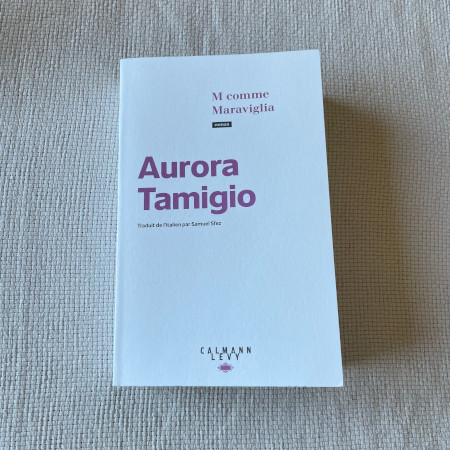 M comme
Maraviglia
roman
Aurora
Tamigio
Traduit de l'italien par Samuel Sfez
CALMANN
LEVY